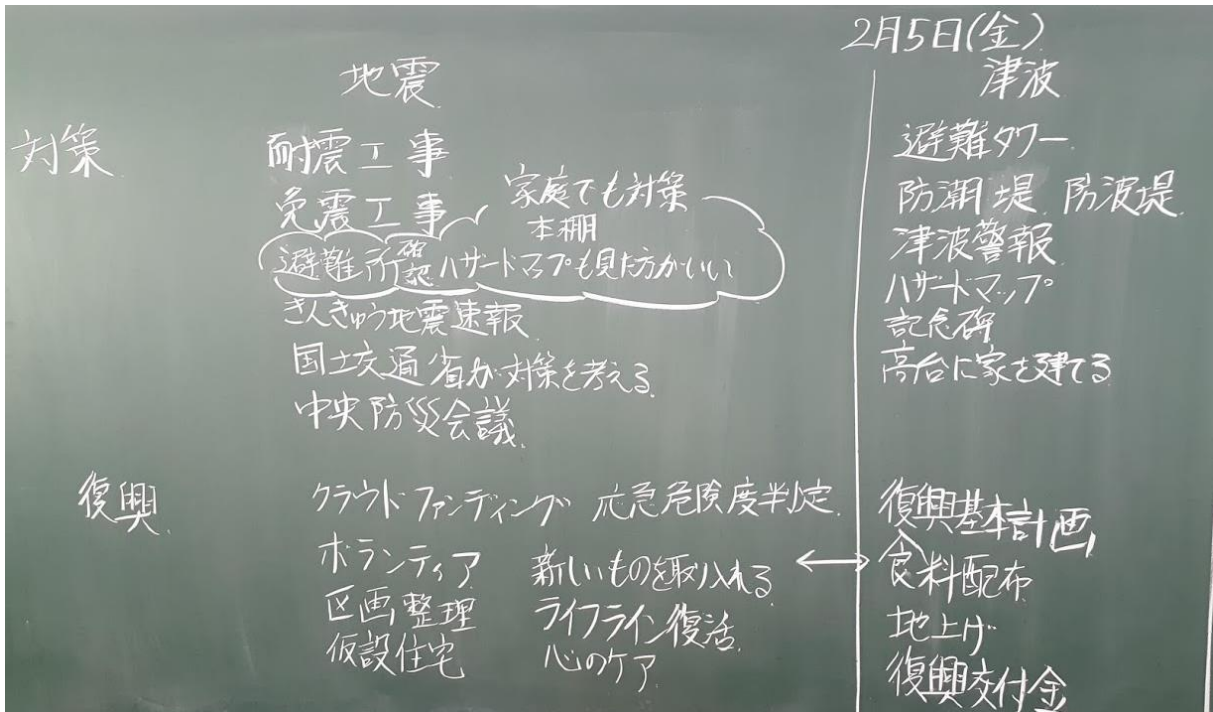 2月5日(金)
地震
津波
対策
耐震工事
免震工事
家庭でも対策
本棚
避難所確認 ハザードマップも見た方がいい
きんきゅう地震速報
国土交通省が対策を考える
中央防災会議
避難タワー
防潮堤 防波堤
津波警報
ハザードマップ
記念碑
高台に家を建てる
復興
クラウドファンディング 応急危険度判定
ボランティア 新しいものを取り入れる
区画整理 ライフライン復活
仮設住宅 心のケア
復興基本計画
食料配布
地上げ
復興交付金